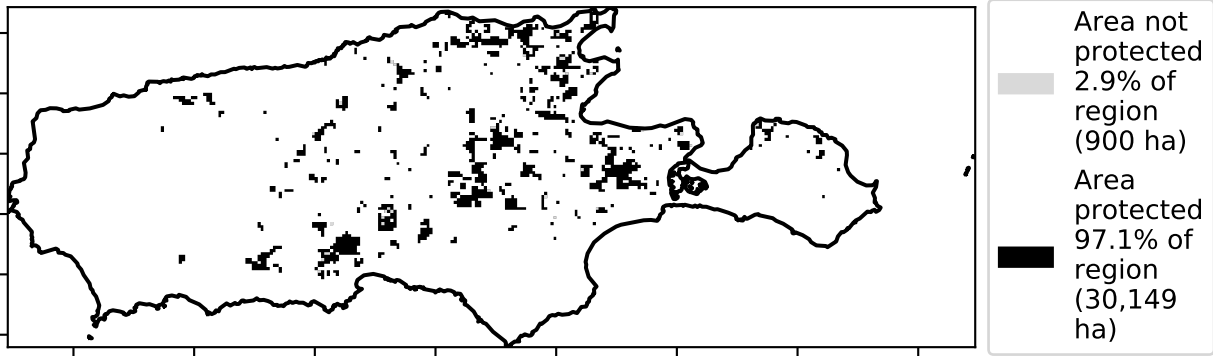 Area not
protected
2.9% of
region
(900 ha)
Area
protected
97.1% of
region
(30,149
ha)